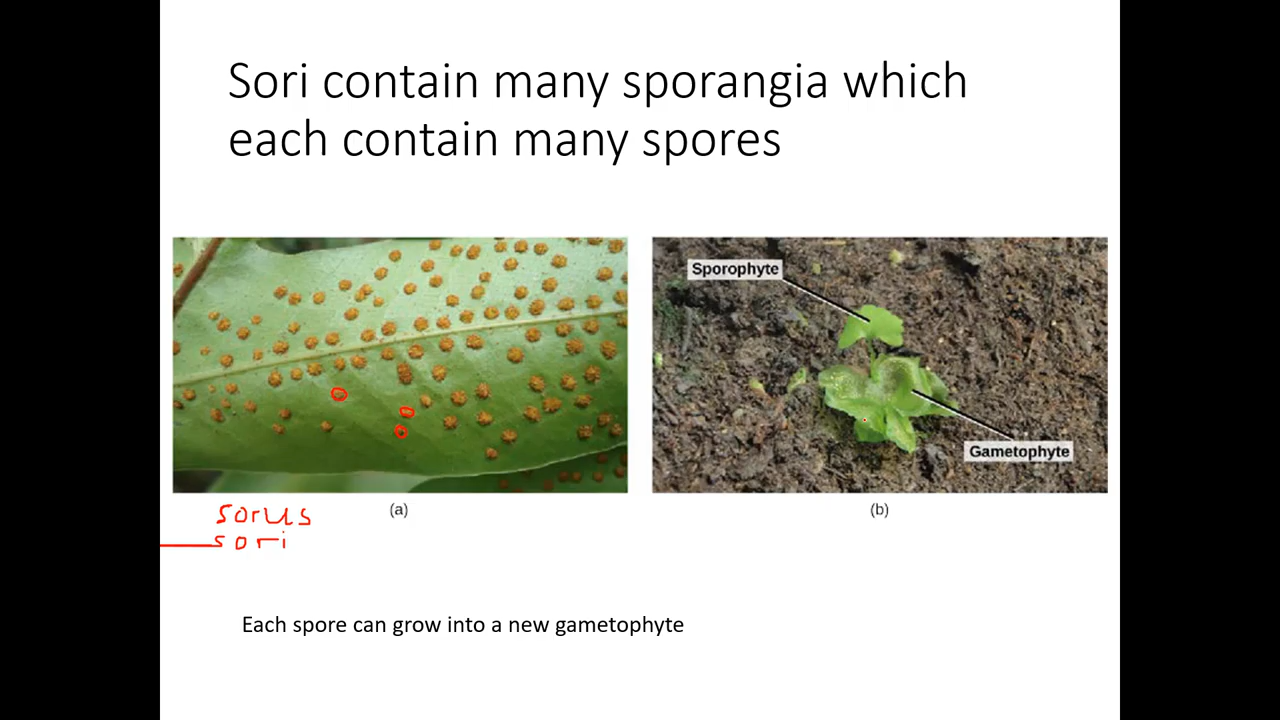 Sori contain many sporangia which
each contain many spores
Sporophyte
Gametophyte
(a)
(b)
sorus
sori
Each spore can grow into a new gametophyte